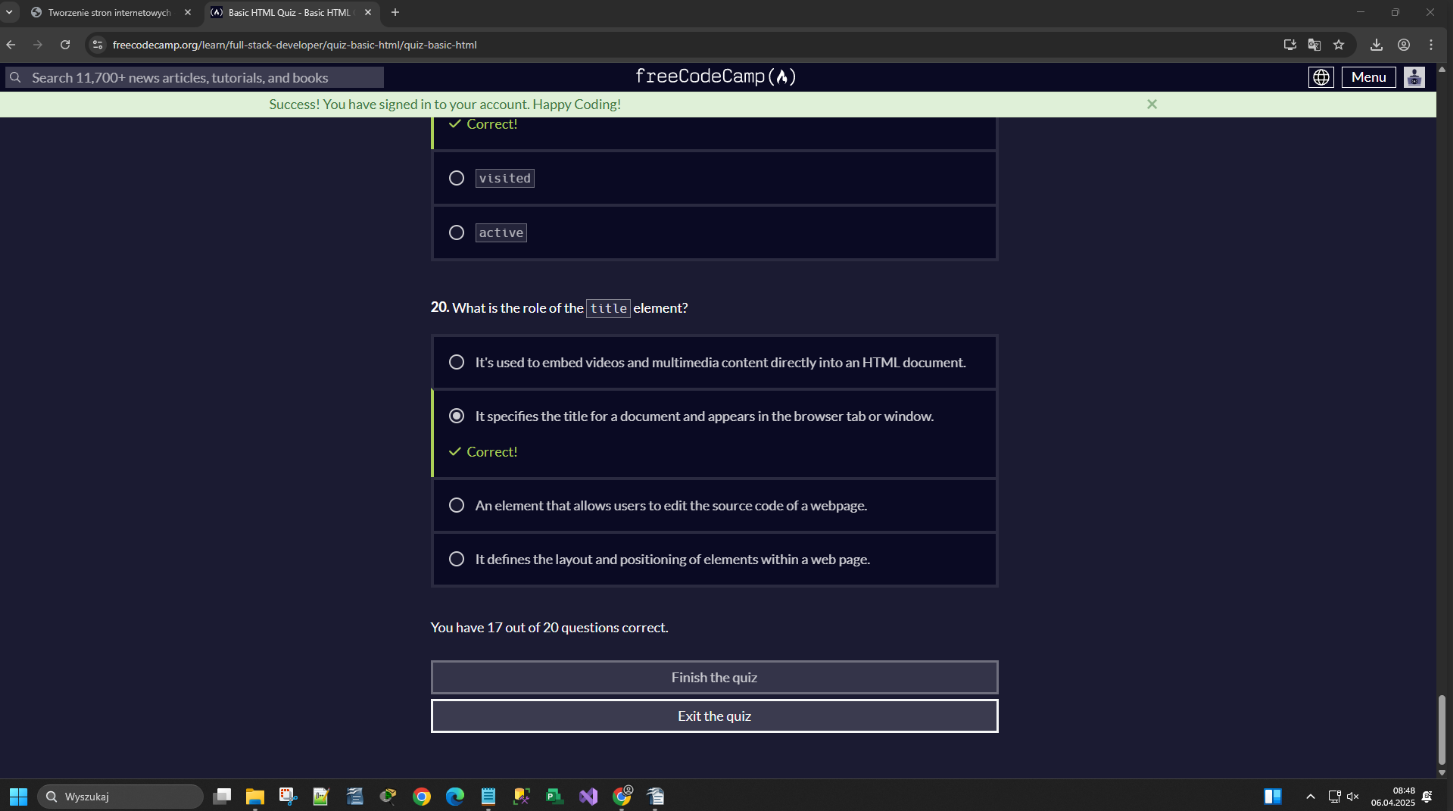 Tworzenie stron internetowych
Basic HTML Quiz - Basic HTML
freecodecamp.org/learn/full-stack-developer/quiz-basic-html/quiz-basic-html
Search 11,700+ news articles, tutorials, and books
freeCodeCamp(🔥)
Menu
Success! You have signed in to your account. Happy Coding!
Correct!
visited
active
20. What is the role of the title element?
It's used to embed videos and multimedia content directly into an HTML document.
It specifies the title for a document and appears in the browser tab or window.
Correct!
An element that allows users to edit the source code of a webpage.
It defines the layout and positioning of elements within a web page.
You have 17 out of 20 questions correct.
Finish the quiz
Exit the quiz
Wyszukaj
08:48
06.04.2025